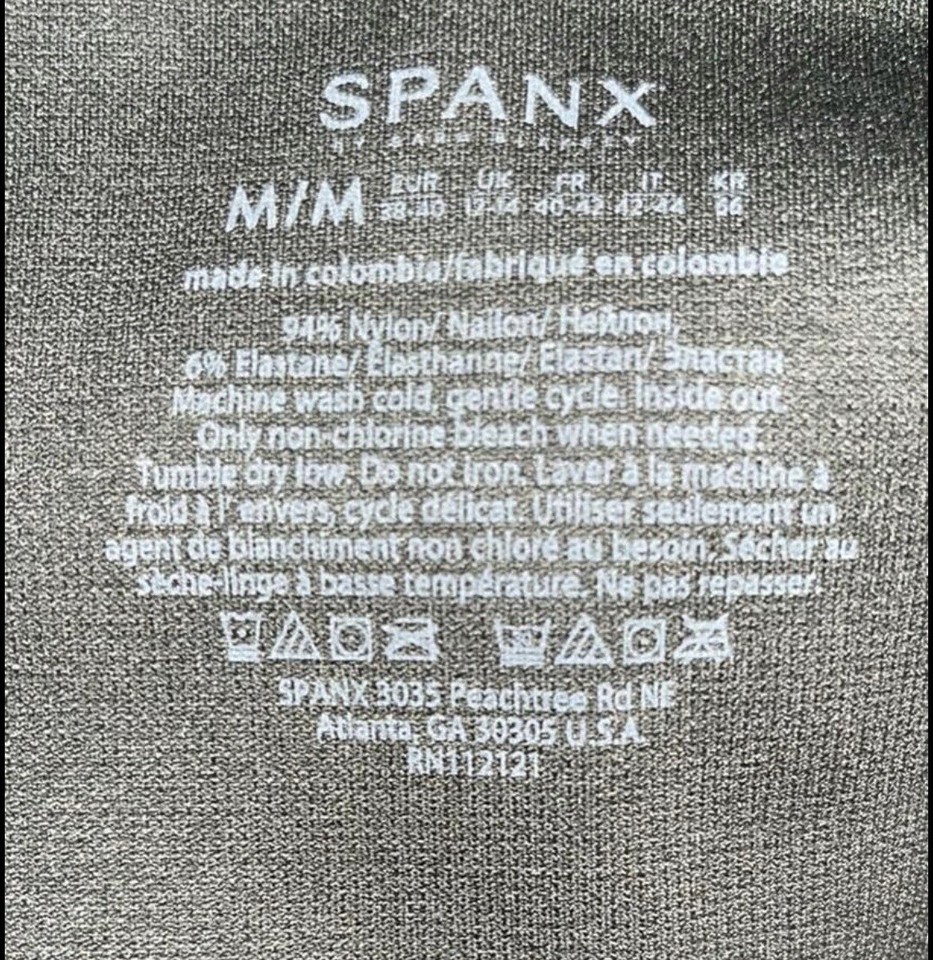 SPANX
BY SARA BLAKELY
M/M EUR UK FR IT KR
38-40 12-14 40-42 42-44 66
made in colombia/fabriqué en colombie
94% Nylon/ Nailon/ Найлон,
6% Elastane/ Élasthanne/ Elastan/ Эластан
Machine wash cold, gentle cycle. Inside out.
Only non-chlorine bleach when needed.
Tumble dry low. Do not iron. Laver à la machine à
froid à l' envers, cycle délicat. Utiliser seulement un
agent de blanchiment non chloré au besoin. Sécher au
sèche-linge à basse température. Ne pas repasser.
SPANX 3035 Peachtree Rd NE
Atlanta, GA 30305 U.S.A.
RN112121